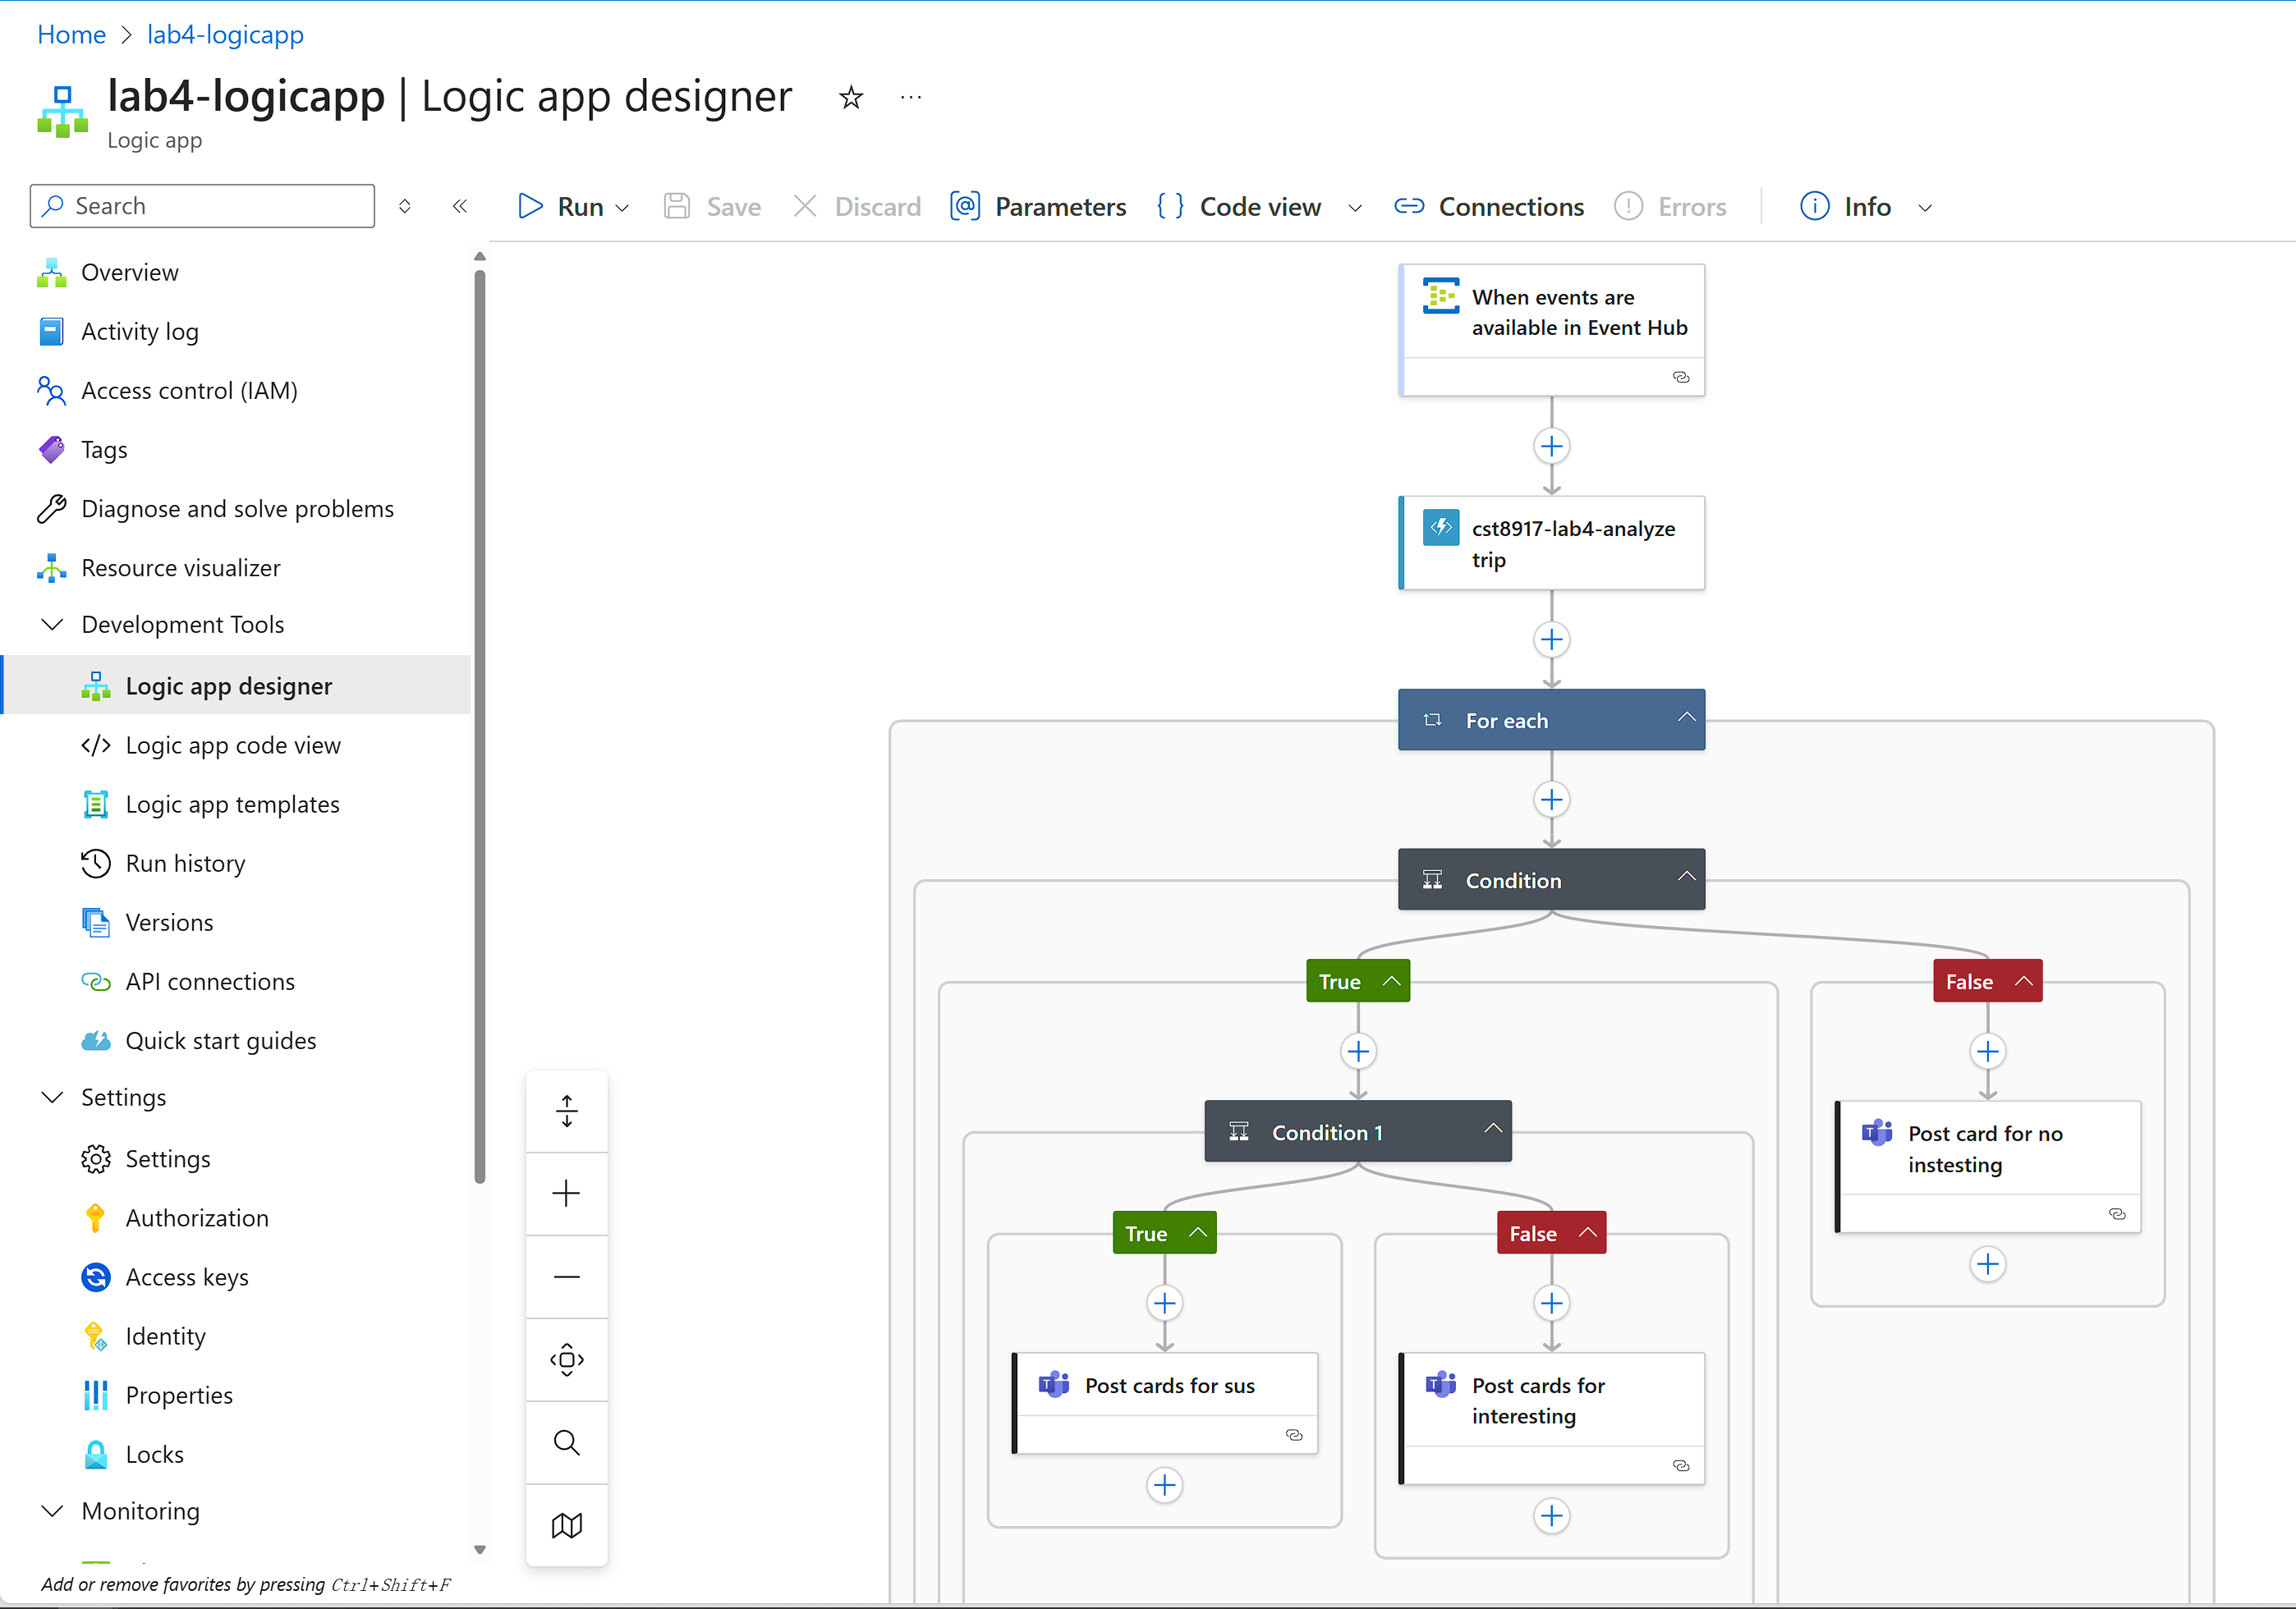 Home > lab4-logicapp
lab4-logicapp | Logic app designer
Logic app
Search
Run
Save
Discard
Parameters
Code view
Connections
Errors
Info
Overview
Activity log
Access control (IAM)
Tags
Diagnose and solve problems
Resource visualizer
Development Tools
Logic app designer
Logic app code view
Logic app templates
Run history
Versions
API connections
Quick start guides
Settings
Settings
Authorization
Access keys
Identity
Properties
Locks
Monitoring
Add or remove favorites by pressing Ctrl+Shift+F
When events are
available in Event Hub
cst8917-lab4-analyze
trip
For each
Condition
True
False
Condition 1
Post card for no
instesting
True
False
Post cards for sus
Post cards for
interesting